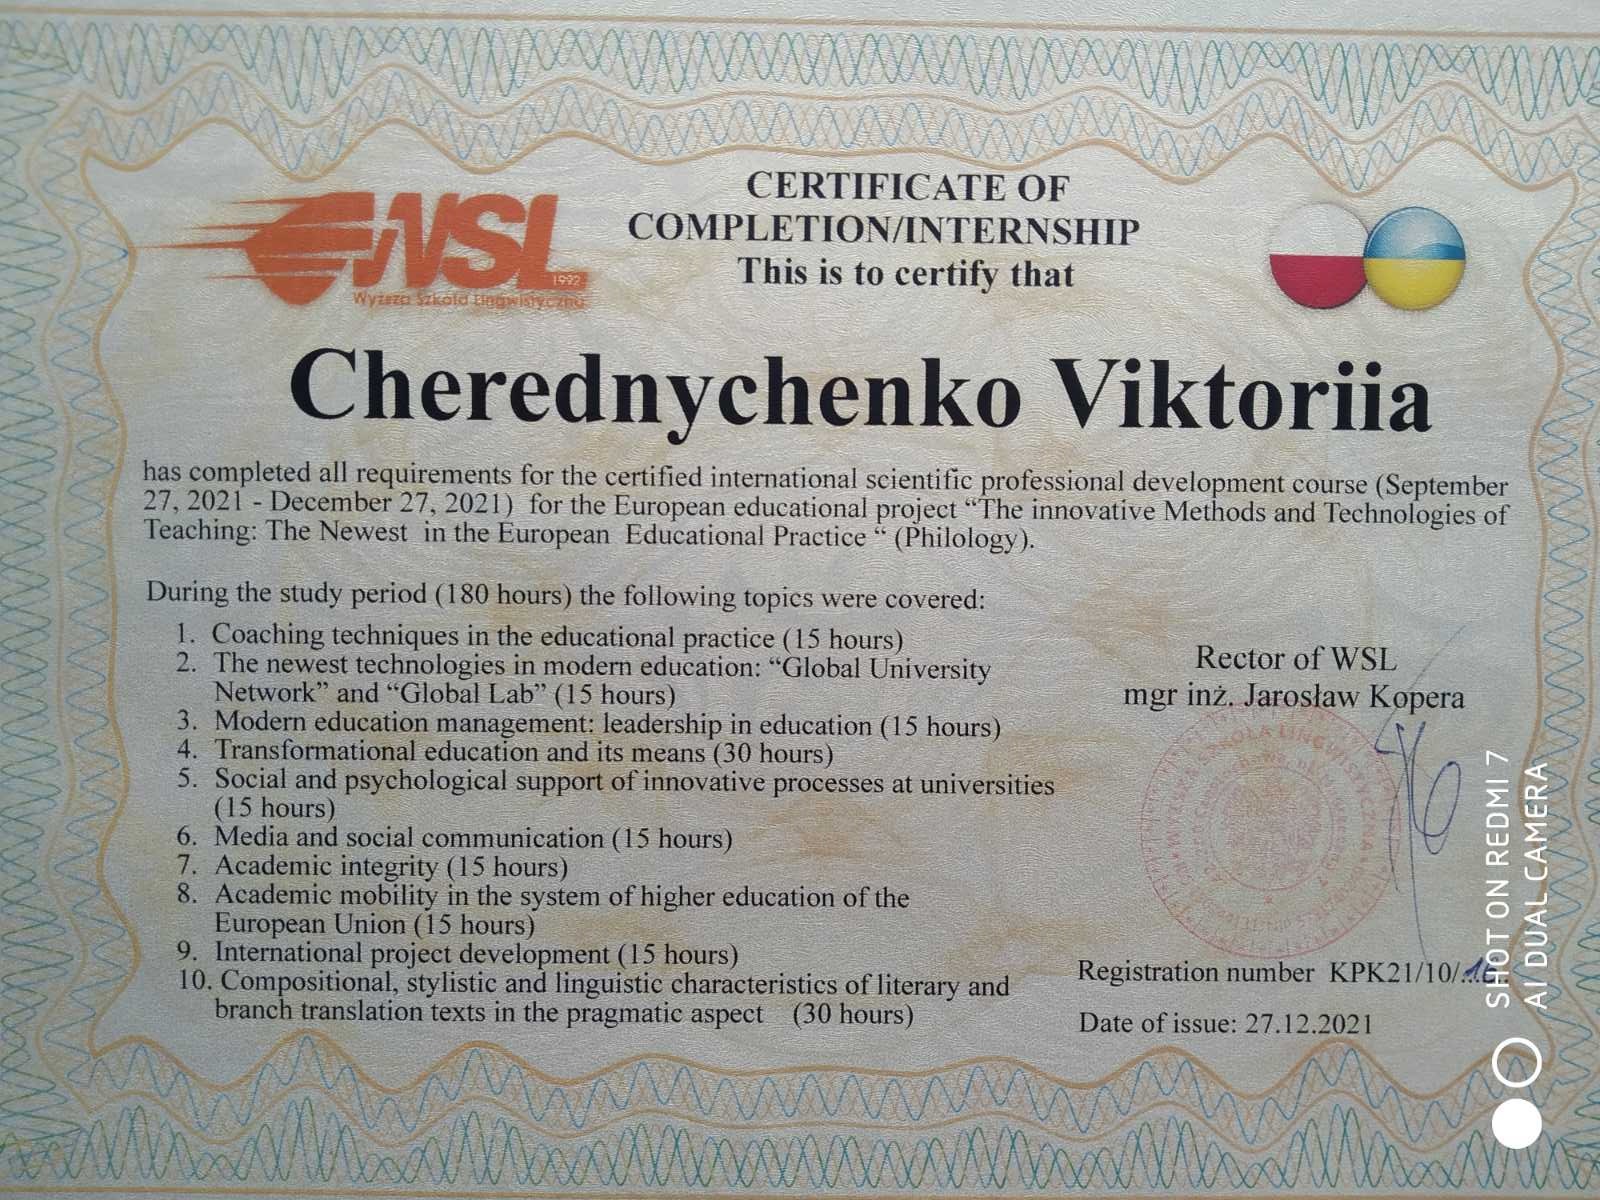 CERTIFICATE OF
COMPLETION/INTERNSHIP
This is to certify that
WSL
1992
Wyższa Szkoła Lingwistyczna
Cherednychenko Viktoriia
has completed all requirements for the certified international scientific professional development course (September
27, 2021 - December 27, 2021) for the European educational project “The innovative Methods and Technologies of
Teaching: The Newest in the European Educational Practice “ (Philology).
During the study period (180 hours) the following topics were covered:
1. Coaching techniques in the educational practice (15 hours)
2. The newest technologies in modern education: “Global University
Network” and “Global Lab” (15 hours)
3. Modern education management: leadership in education (15 hours)
4. Transformational education and its means (30 hours)
5. Social and psychological support of innovative processes at universities
(15 hours)
6. Media and social communication (15 hours)
7. Academic integrity (15 hours)
8. Academic mobility in the system of higher education of the
European Union (15 hours)
9. International project development (15 hours)
10. Compositional, stylistic and linguistic characteristics of literary and
branch translation texts in the pragmatic aspect (30 hours)
Rector of WSL
mgr inż. Jarosław Kopera
WYŻSZA SZKOŁA LINGWISTYCZNA
Registration number KPK21/10/
Date of issue: 27.12.2021
SHOT ON REDMI 7
AI DUAL CAMERA